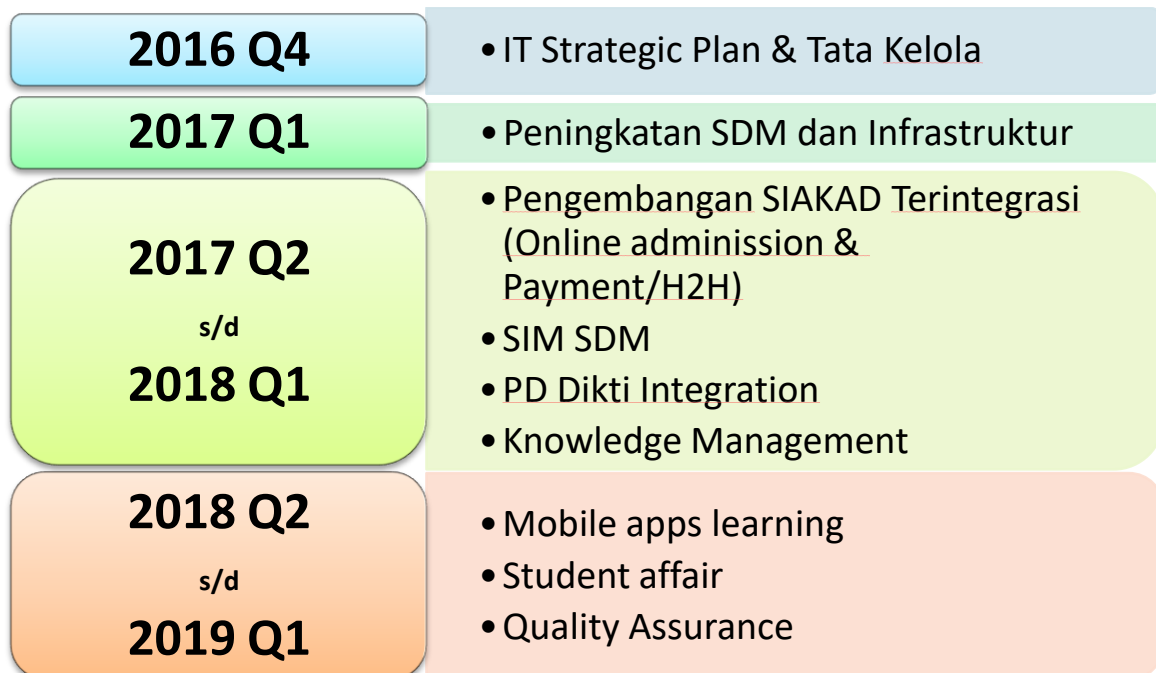 2016 Q4
• IT Strategic Plan & Tata Kelola
2017 Q1
• Peningkatan SDM dan Infrastruktur
2017 Q2
s/d
2018 Q1
• Pengembangan SIAKAD Terintegrasi
(Online adminission &
Payment/H2H)
• SIM SDM
• PD Dikti Integration
• Knowledge Management
2018 Q2
s/d
2019 Q1
• Mobile apps learning
• Student affair
• Quality Assurance